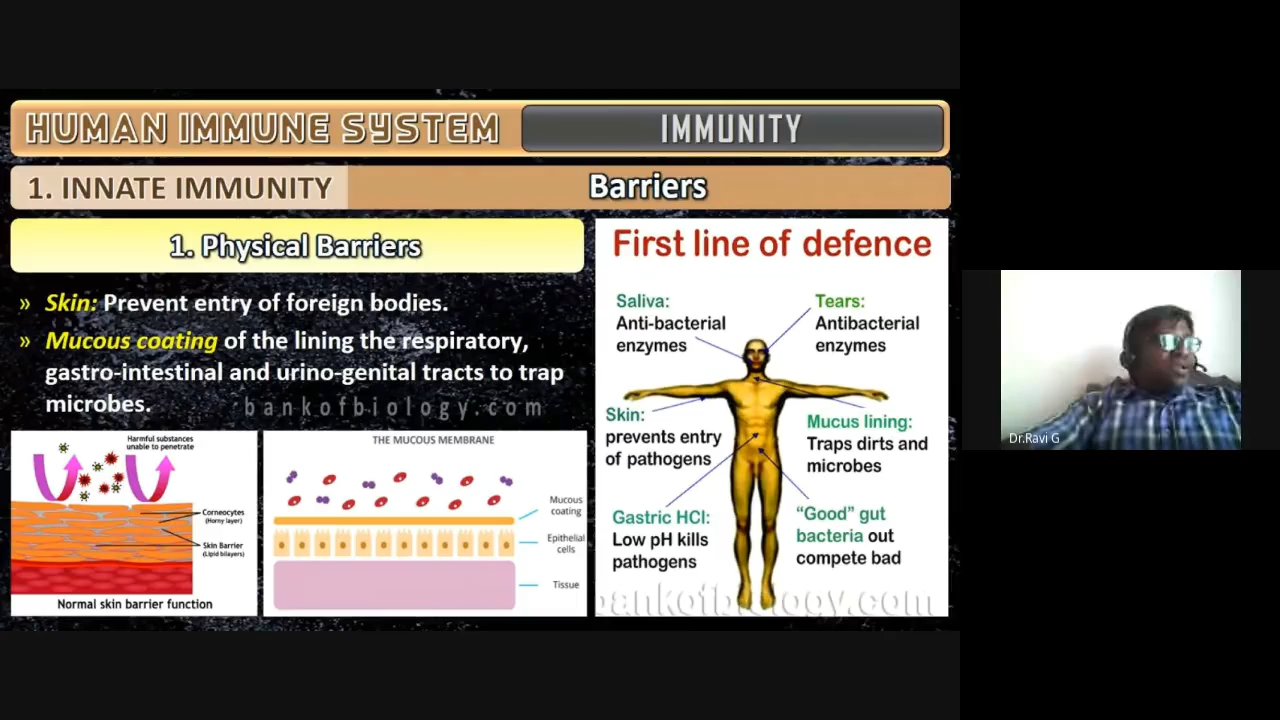 HUMAN IMMUNE SYSTEM
IMMUNITY
1. INNATE IMMUNITY
Barriers
1. Physical Barriers
» Skin: Prevent entry of foreign bodies.
» Mucous coating of the lining the respiratory,
gastro-intestinal and urino-genital tracts to trap
microbes.
bankofbiology.com
Harmful substances
unable to penetrate
Corneocytes
(Horny layer)
Skin Barrier
(Lipid bilayers)
Normal skin barrier function
THE MUCOUS MEMBRANE
Mucous
coating
Epithelial
cells
Tissue
First line of defence
Saliva:
Anti-bacterial
enzymes
Tears:
Antibacterial
enzymes
Skin:
prevents entry
of pathogens
Mucus lining:
Traps dirts and
microbes
Gastric HCl:
Low pH kills
pathogens
“Good” gut
bacteria out
compete bad
bankofbiology.com
Dr.Ravi G